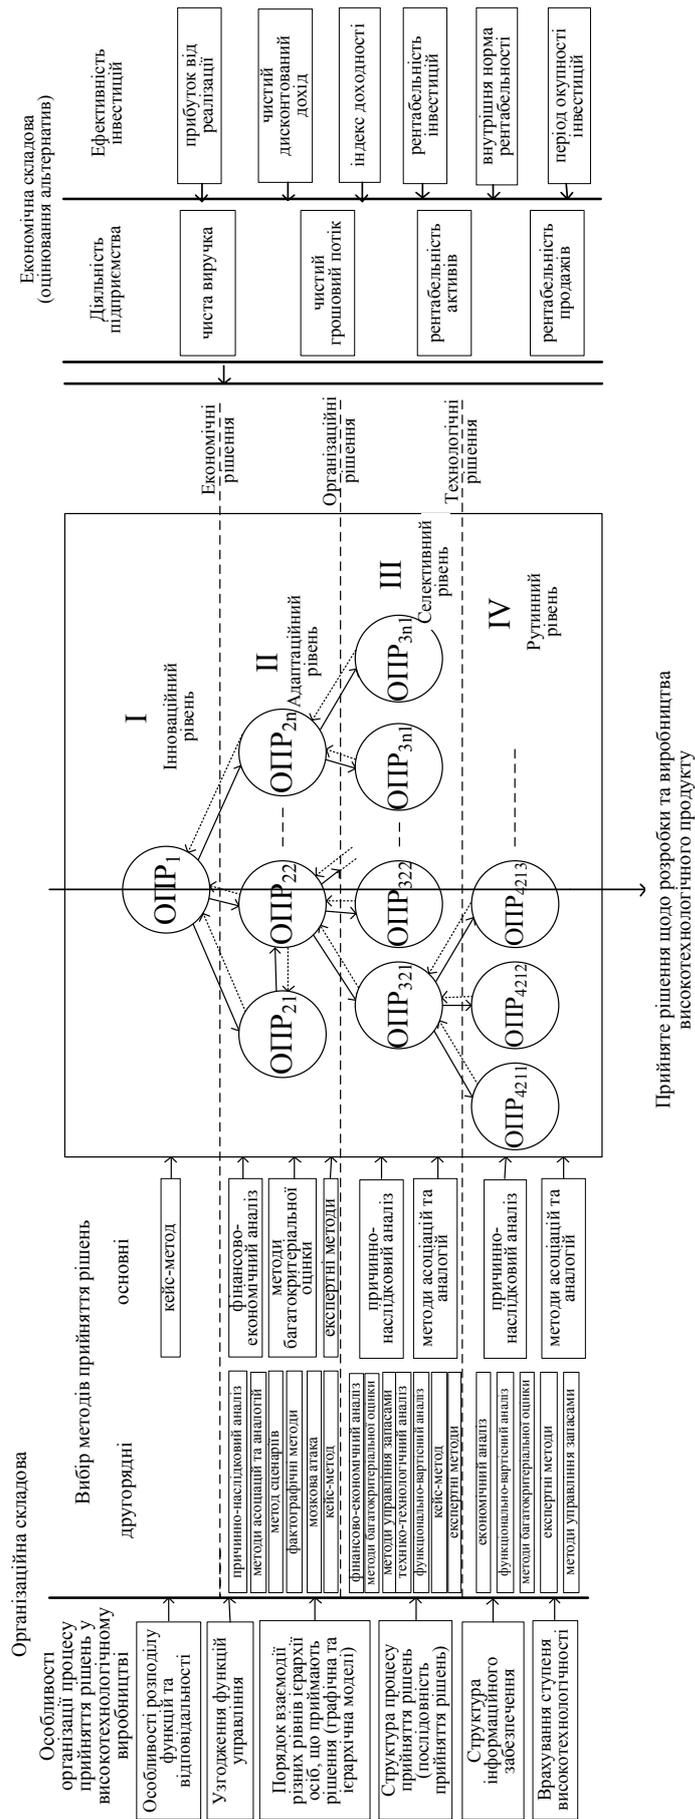 Організаційна складова
Особливості
організації процесу
прийняття рішень у
високотехнологічному
виробництві
Особливості розподілу
функцій та
відповідальності
Узгодження функцій
управління
Порядок взаємодії
різних рівнів ієрархії
осіб, що приймають
рішення (графічна та
ієрархічна моделі)
Структура процесу
прийняття рішень
(послідовність
прийняття рішень)
Структура
інформаційного
забезпечення
Врахування ступеня
високотехнологічності
Вибір методів прийняття рішень
другорядні
причинно-наслідковий аналіз
методи асоціацій та аналогій
метод сценаріїв
фактографічні методи
мозкова атака
кейс-метод
фінансово-економічний аналіз
методи багатокритеріальної оцінки
методи управління запасами
техніко-технологічний аналіз
функціонально-вартісний аналіз
кейс-метод
експертні методи
економічний аналіз
функціонально-вартісний аналіз
методи багатокритеріальної оцінки
експертні методи
методи управління запасами
основні
кейс-метод
фінансово-
економічний аналіз
методи
багатокритеріальної
оцінки
експертні методи
причинно-
наслідковий аналіз
методи асоціацій та
аналогій
причинно-
наслідковий аналіз
методи асоціацій та
аналогій
ОПР1
I
Інноваційний
рівень
ОПР21
ОПР22
ОПР2n
II
Адаптаційний
рівень
ОПР321
ОПР322
ОПР3n1
ОПР3n1
III
Селективний
рівень
ОПР4211
ОПР4212
ОПР4213
IV
Рутинний
рівень
Прийняте рішення щодо розробки та виробництва
високотехнологічного продукту
Економічні
рішення
Організаційні
рішення
Технологічні
рішення
Економічна складова
(оцінювання альтернатив)
Діяльність
підприємства
чиста виручка
чистий
грошовий потік
рентабельність
активів
рентабельність
продажів
Ефективність
інвестицій
прибуток від
реалізації
чистий
дисконтований
дохід
індекс доходності
рентабельність
інвестицій
внутрішня норма
рентабельності
період окупності
інвестицій